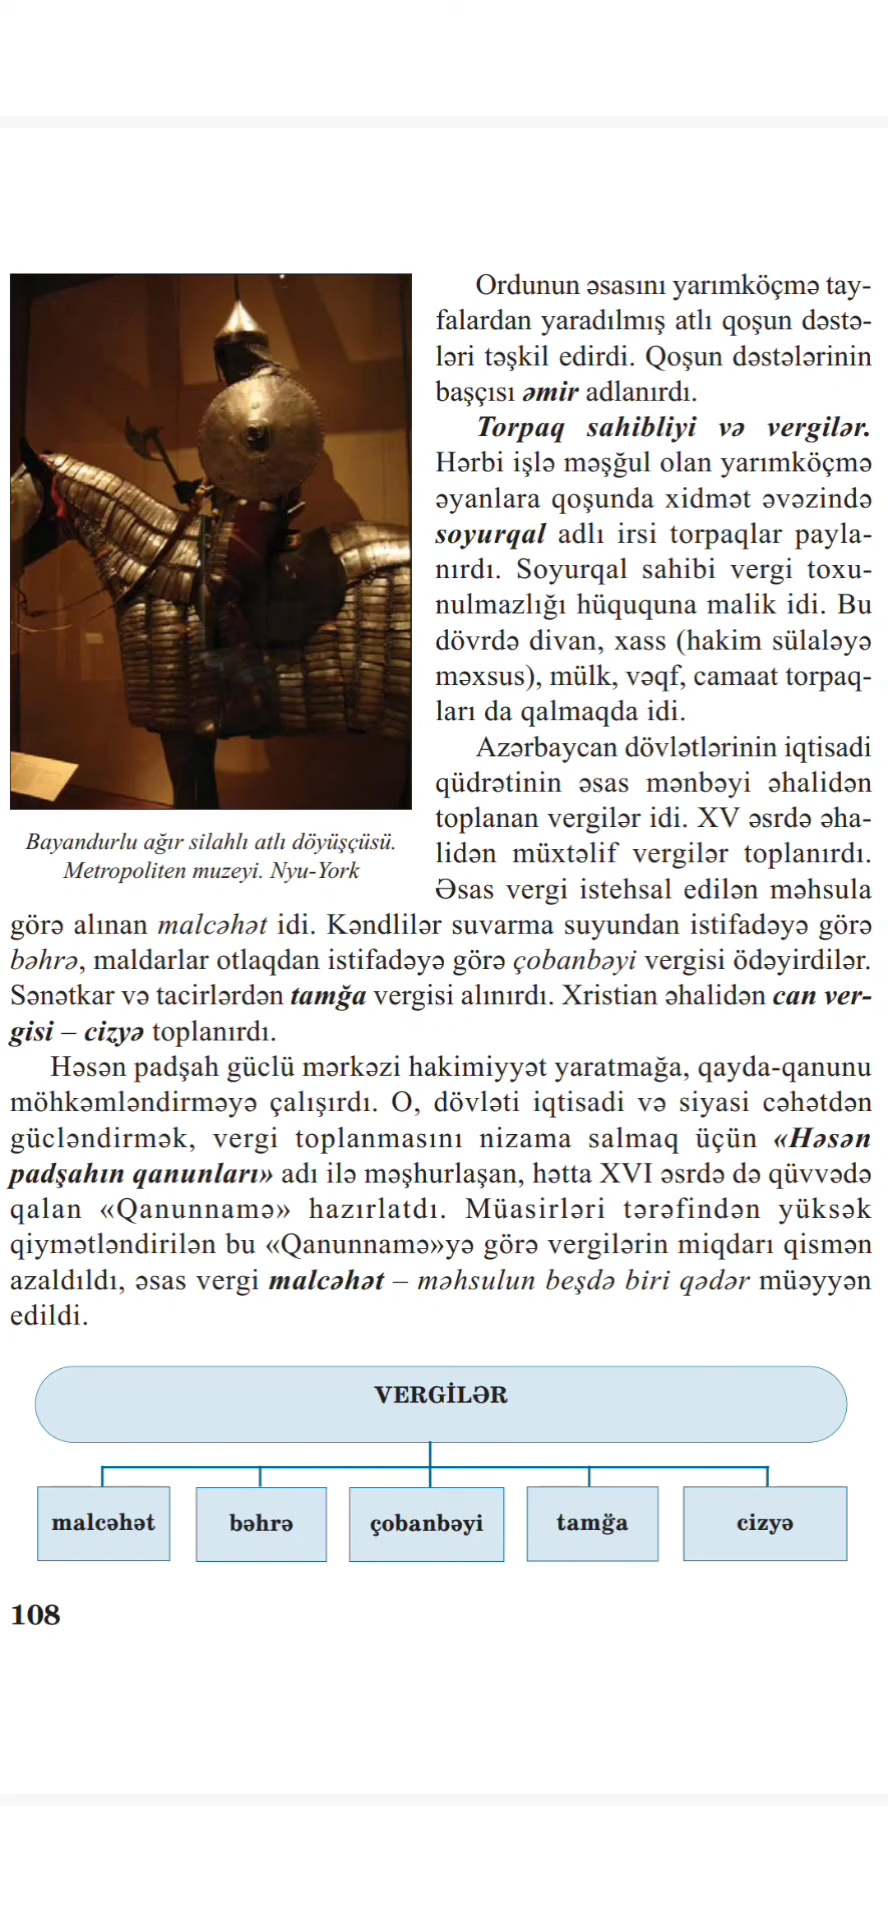 Ordunun əsasını yarımköçmə tay-
falardan yaradılmış atlı qoşun dəstə-
ləri təşkil edirdi. Qoşun dəstələrinin
başçısı əmir adlanırdı.
Torpaq sahibliyi və vergilər.
Hərbi işlə məşğul olan yarımköçmə
əyanlara qoşunda xidmət əvəzində
soyurqal adlı irsi torpaqlar payla-
nırdı. Soyurqal sahibi vergi toxu-
nulmazlığı hüququna malik idi. Bu
dövrdə divan, xass (hakim sülaləyə
məxsus), mülk, vəqf, camaat torpaq-
ları da qalmaqda idi.
Azərbaycan dövlətlərinin iqtisadi
qüdrətinin əsas mənbəyi əhalidən
toplanan vergilər idi. XV əsrdə əha-
lidən müxtəlif vergilər toplanırdı.
Əsas vergi istehsal edilən məhsula
Bayandurlu ağır silahlı atlı döyüşçüsü.
Metropoliten muzeyi. Nyu-York
görə alınan malcəhət idi. Kəndlilər suvarma suyundan istifadəyə görə
bəhrə, maldarlar otlaqdan istifadəyə görə çobanbəyi vergisi ödəyirdilər.
Sənətkar və tacirlərdən tamğa vergisi alınırdı. Xristian əhalidən can ver-
gisi – cizyə toplanırdı.
Həsən padşah güclü mərkəzi hakimiyyət yaratmağa, qayda-qanunu
möhkəmləndirməyə çalışırdı. O, dövləti iqtisadi və siyasi cəhətdən
gücləndirmək, vergi toplanmasını nizama salmaq üçün «Həsən
padşahın qanunları» adı ilə məşhurlaşan, hətta XVI əsrdə də qüvvədə
qalan «Qanunnamə» hazırlatdı. Müasirləri tərəfindən yüksək
qiymətləndirilən bu «Qanunnamə»yə görə vergilərin miqdarı qismən
azaldıldı, əsas vergi malcəhət – məhsulun beşdə biri qədər müəyyən
edildi.
VERGİLƏR
malcəhət bəhrə çobanbəyi tamğa cizyə
108